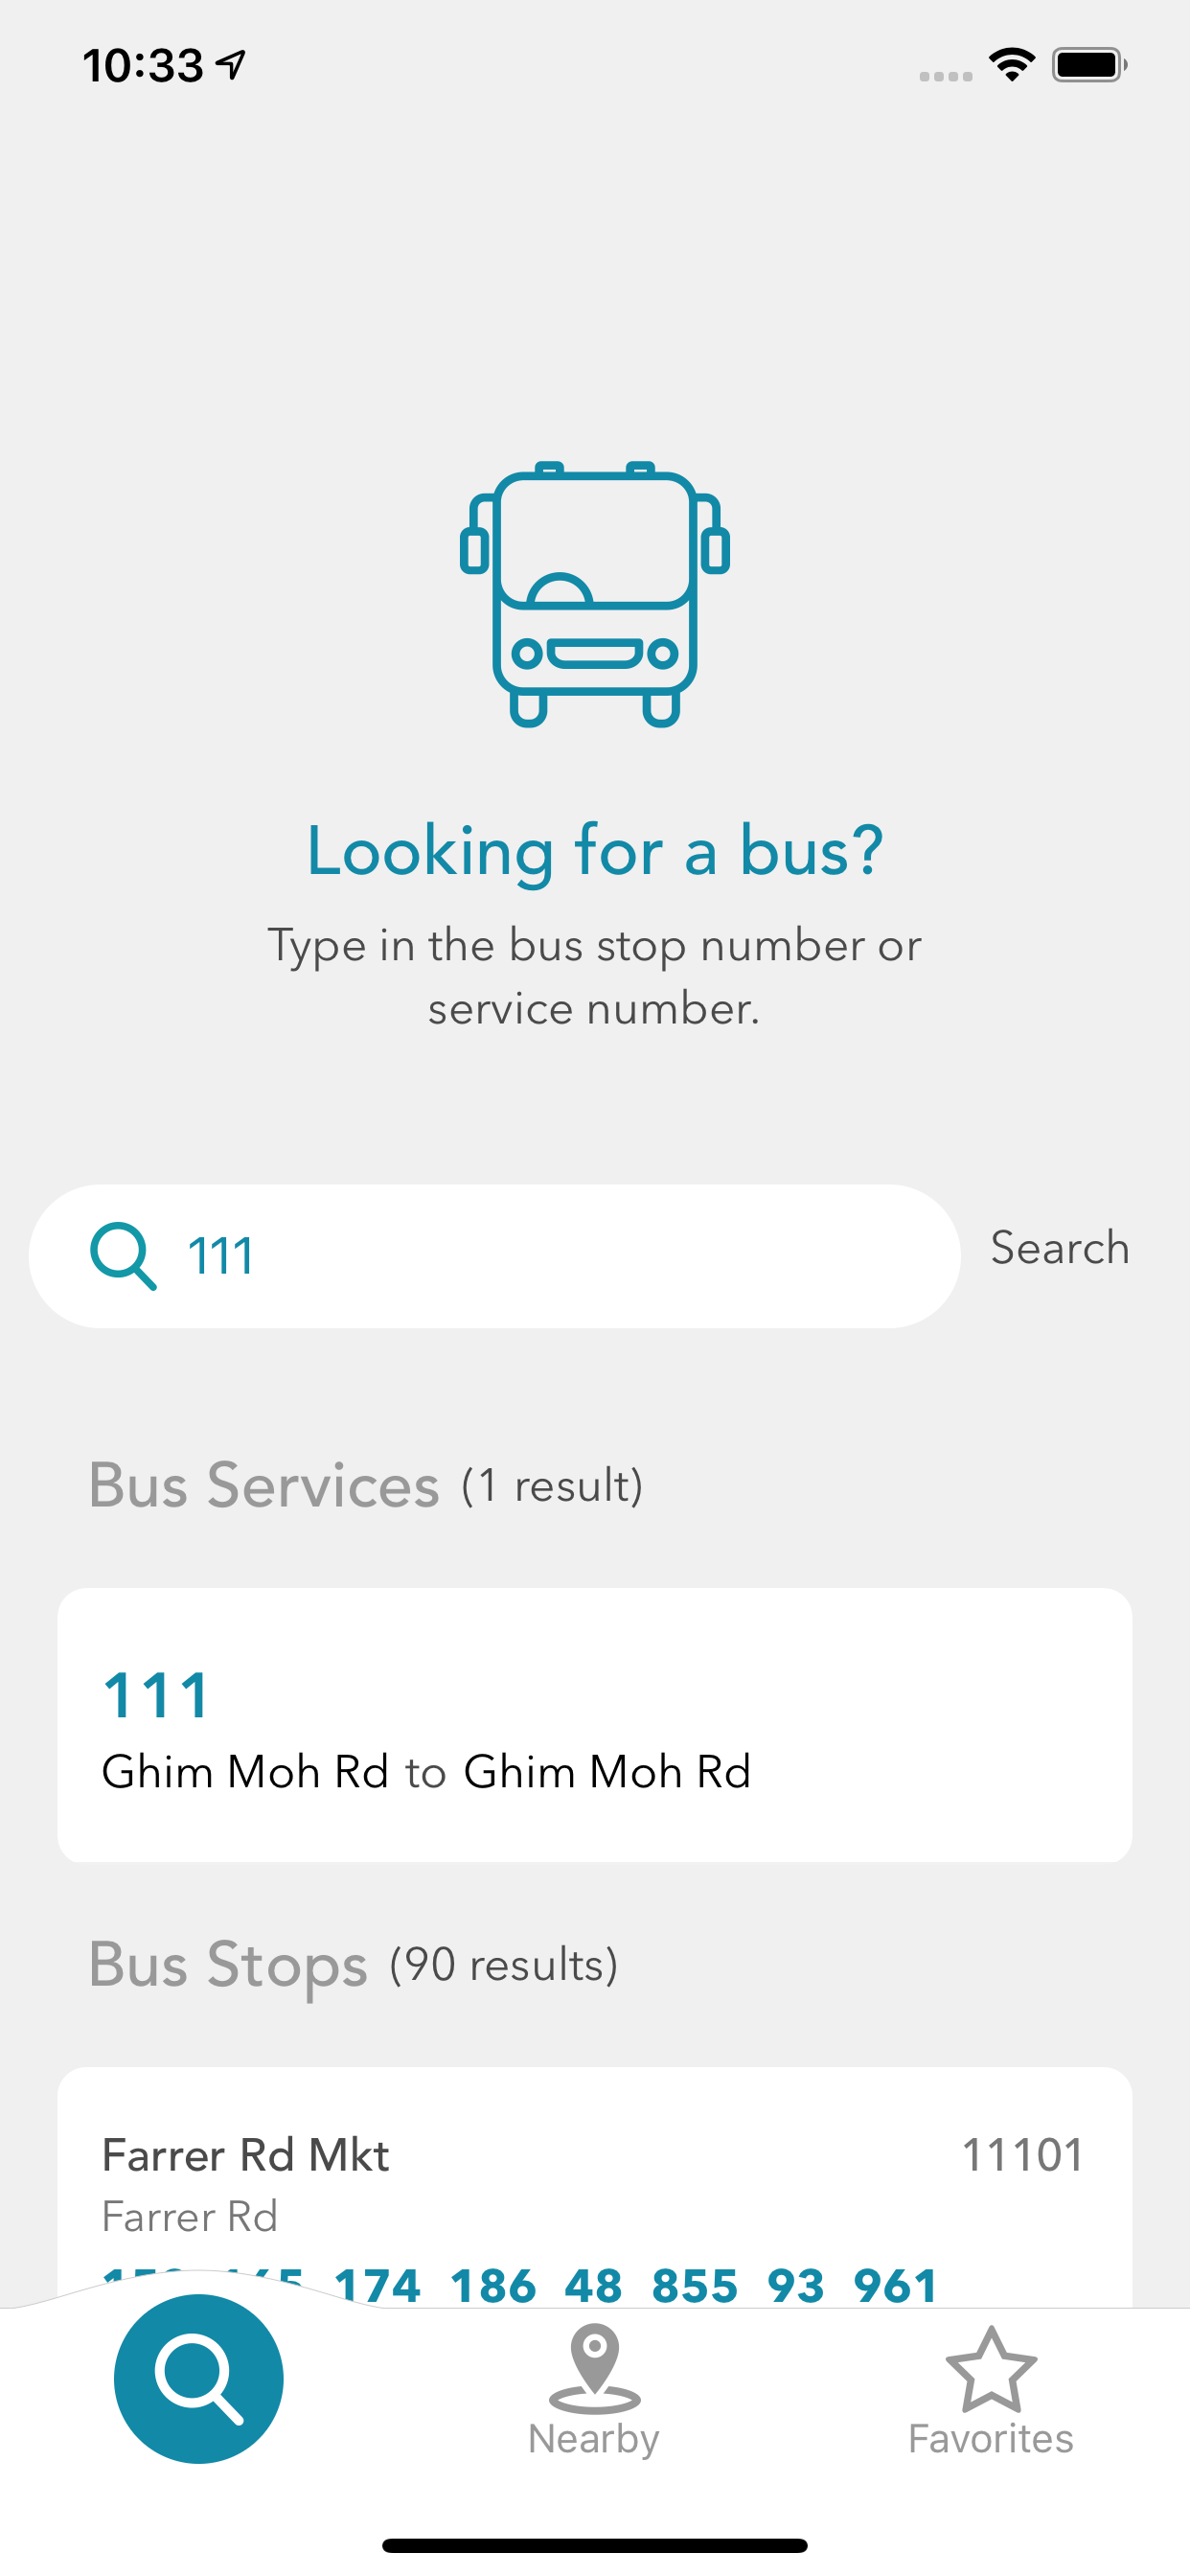 10:33
Looking for a bus?
Type in the bus stop number or
service number.
111
Search
Bus Services (1 result)
111
Ghim Moh Rd to Ghim Moh Rd
Bus Stops (90 results)
Farrer Rd Mkt 11101
Farrer Rd
174 186 48 855 93 961
Nearby
Favorites